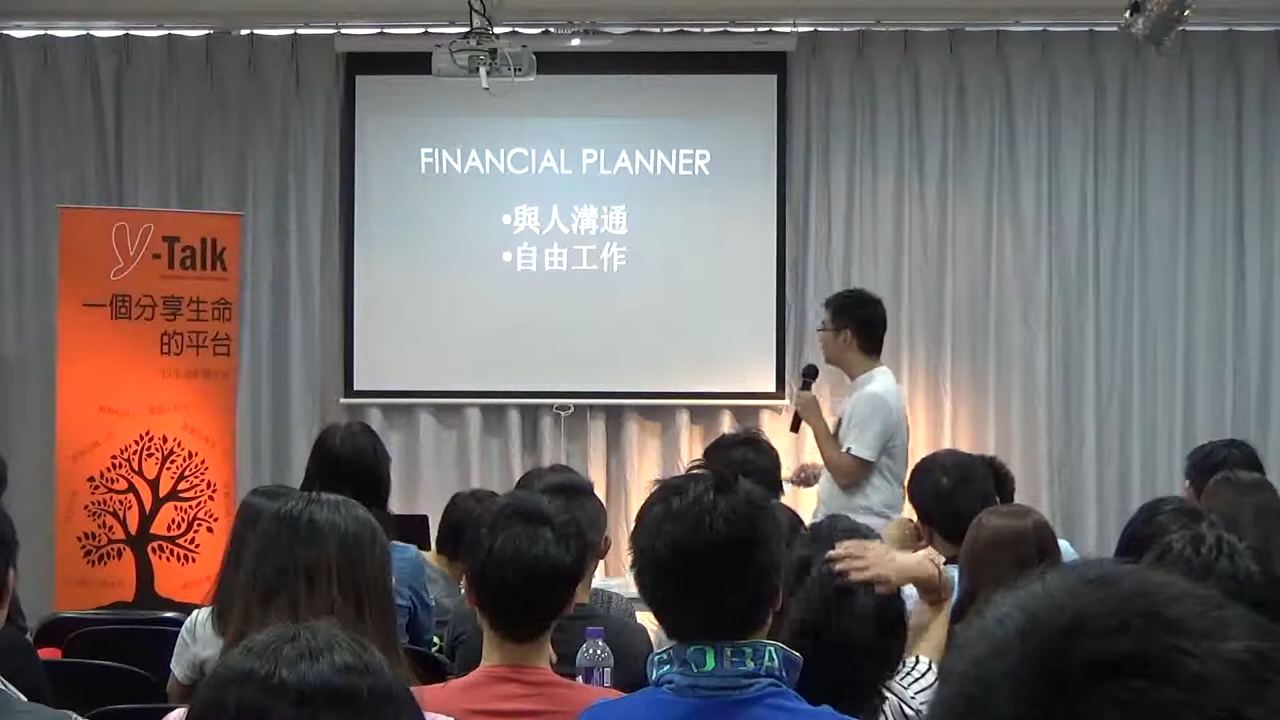 FINANCIAL PLANNER
•與人溝通
•自由工作
y-Talk
一個分享生命
的平台